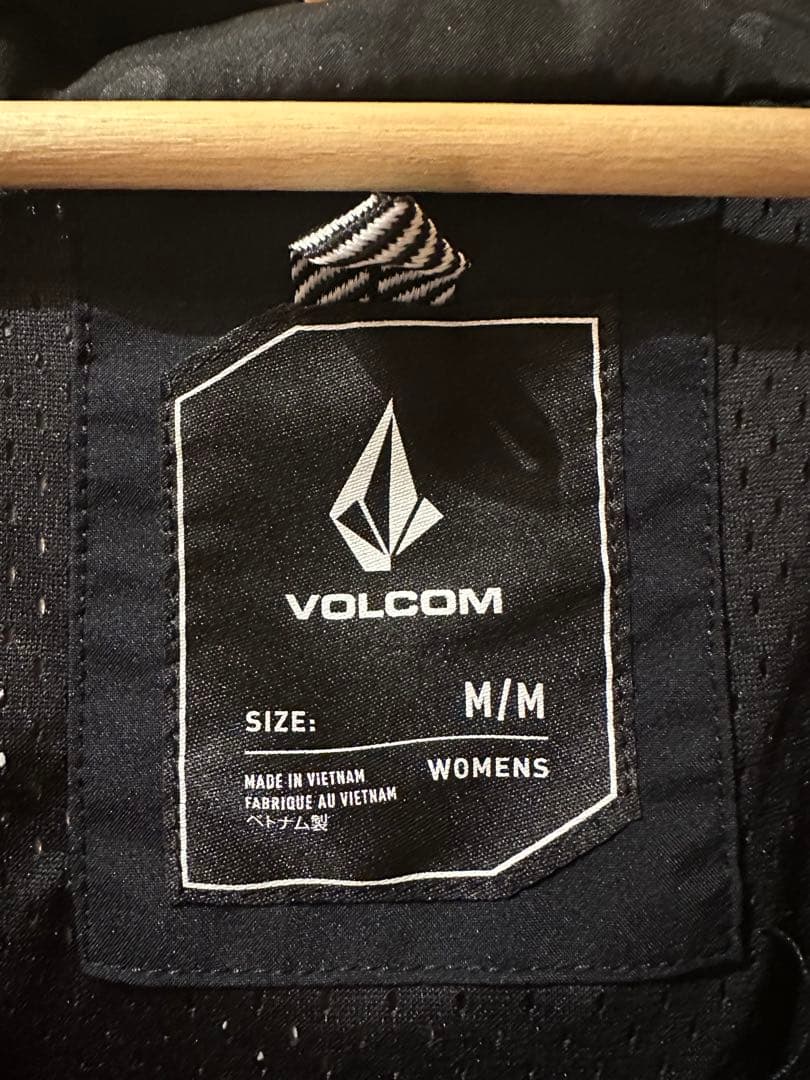 VOLCOM
SIZE: M/M
WOMENS
MADE IN VIETNAM
FABRIQUE AU VIETNAM
ベトナム製